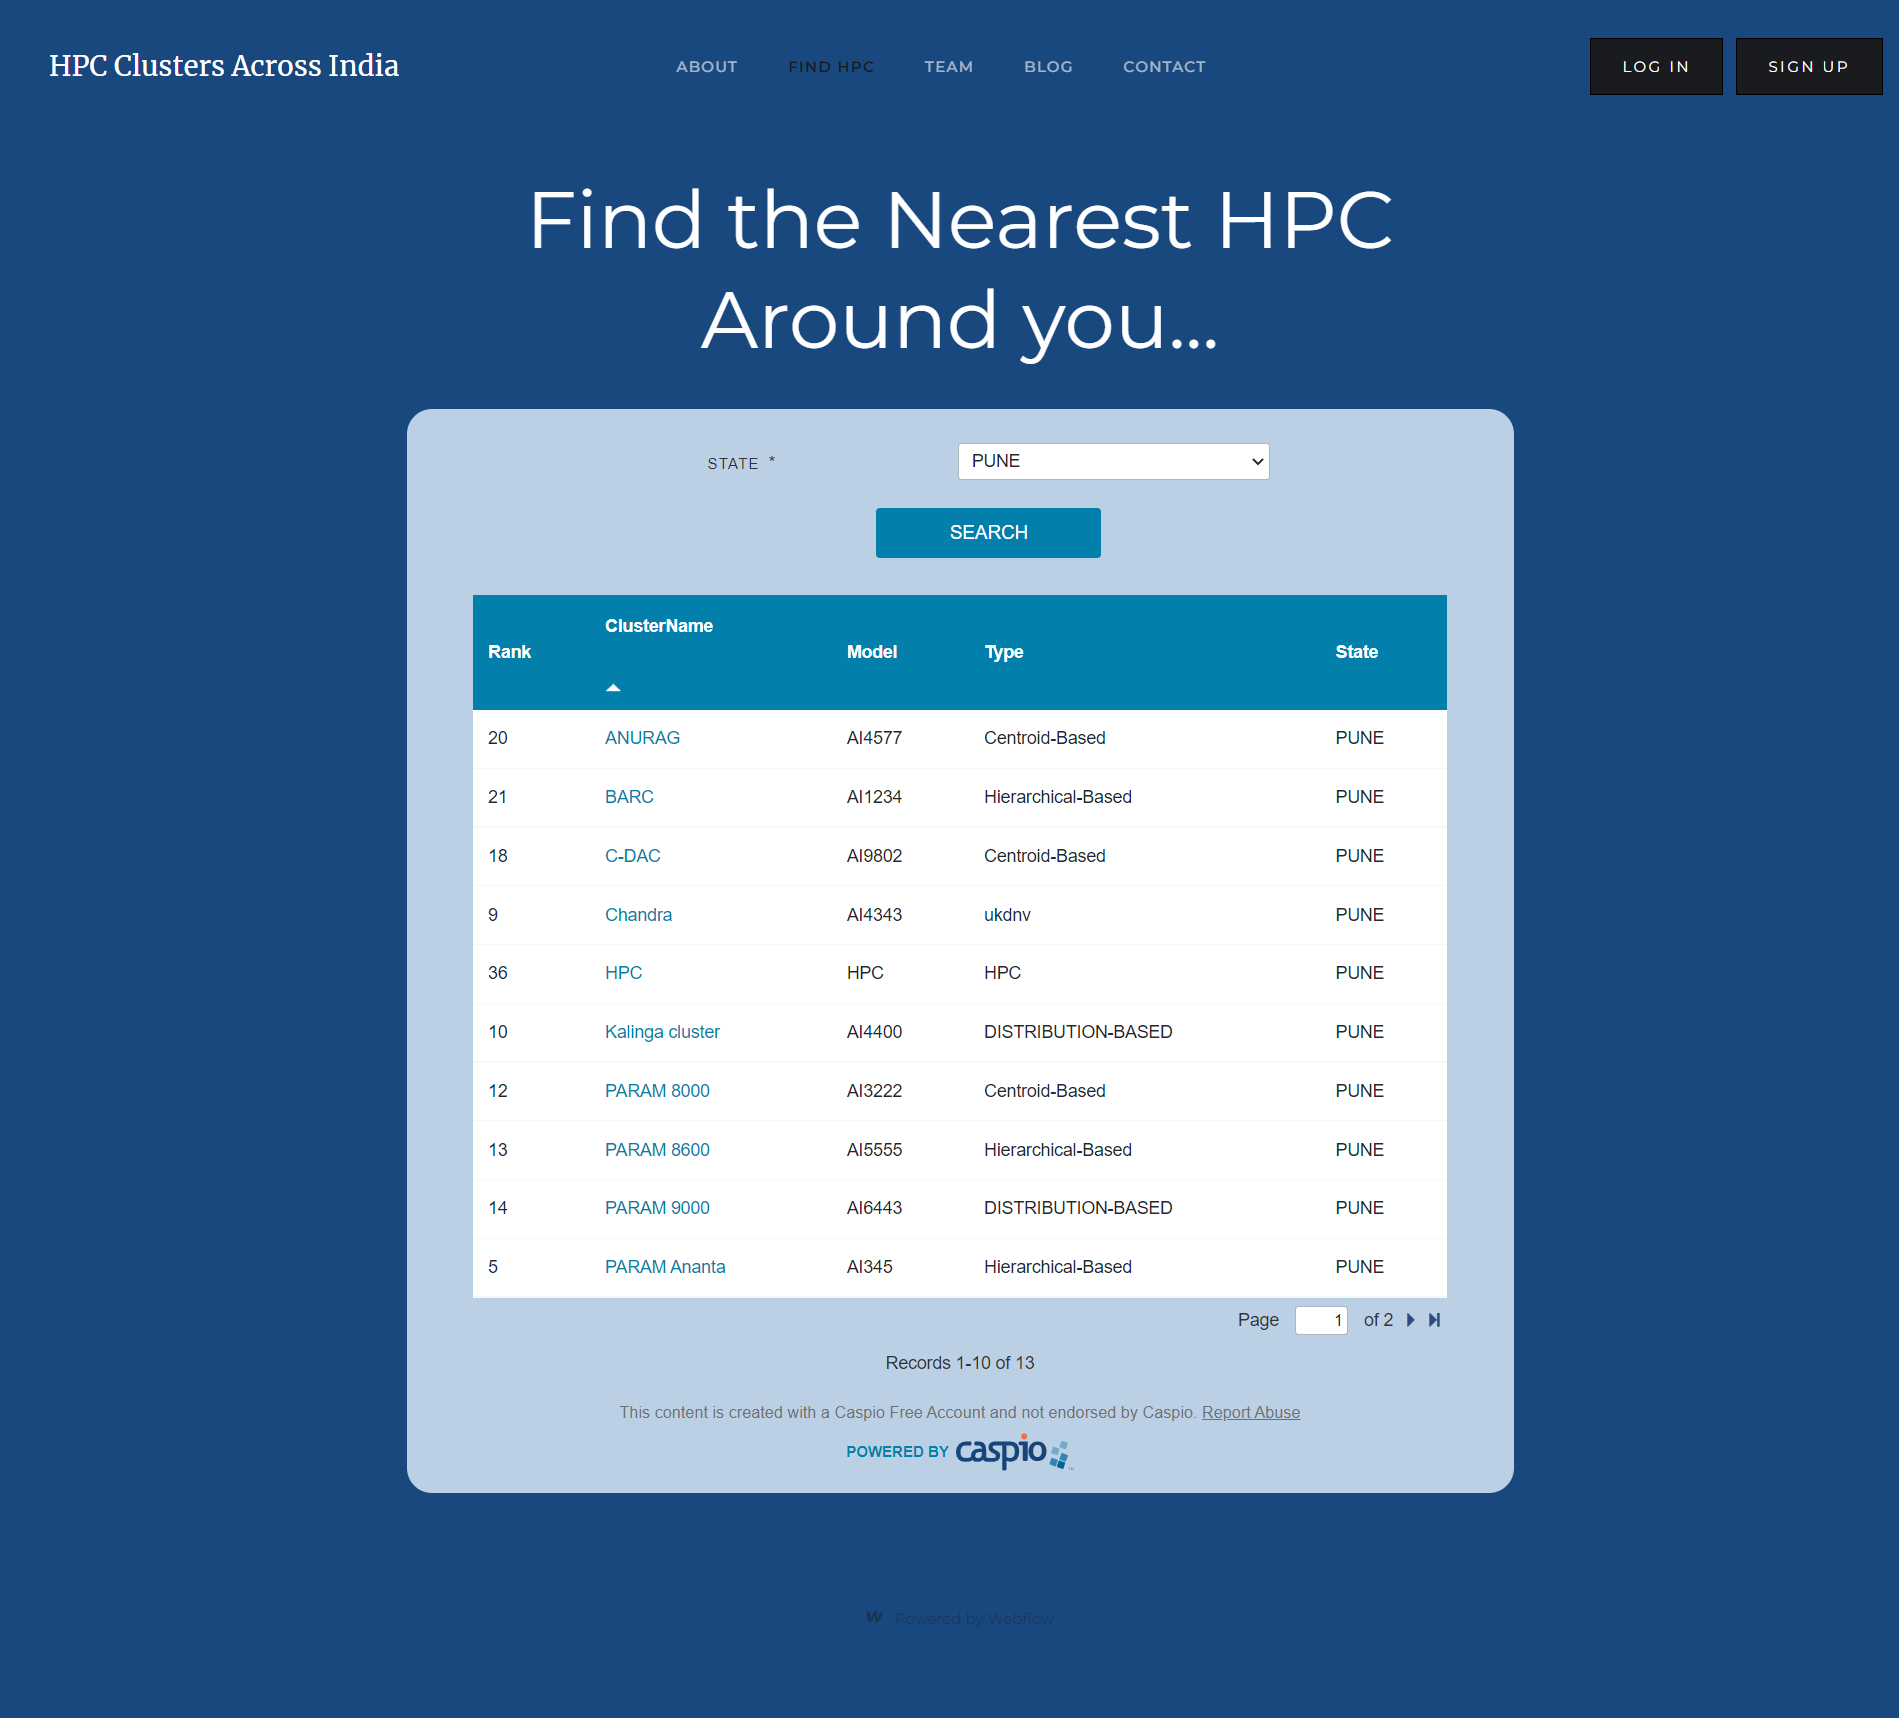 HPC Clusters Across India
ABOUT FIND HPC TEAM BLOG CONTACT
LOG IN SIGN UP
Find the Nearest HPC
Around you...
STATE * PUNE
SEARCH
Rank ClusterName Model Type State
20 ANURAG AI4577 Centroid-Based PUNE
21 BARC AI1234 Hierarchical-Based PUNE
18 C-DAC AI9802 Centroid-Based PUNE
9 Chandra AI4343 ukdnv PUNE
36 HPC HPC HPC PUNE
10 Kalinga cluster AI4400 DISTRIBUTION-BASED PUNE
12 PARAM 8000 AI3222 Centroid-Based PUNE
13 PARAM 8600 AI5555 Hierarchical-Based PUNE
14 PARAM 9000 AI6443 DISTRIBUTION-BASED PUNE
5 PARAM Ananta AI345 Hierarchical-Based PUNE
Page 1 of 2
Records 1-10 of 13
This content is created with a Caspio Free Account and not endorsed by Caspio. Report Abuse
POWERED BY caspio
Powered by Webflow